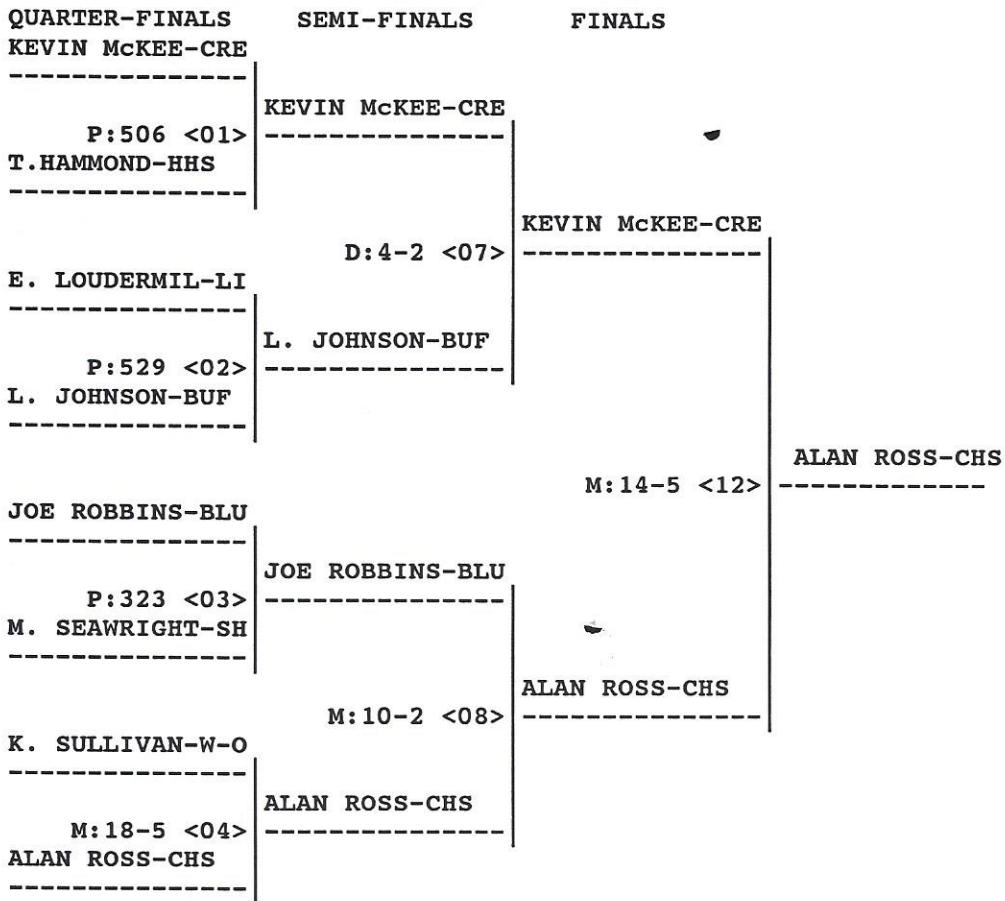 QUARTER-FINALS SEMI-FINALS FINALS
KEVIN McKEE-CRE
KEVIN McKEE-CRE
P:506 <01>
T.HAMMOND-HHS
KEVIN McKEE-CRE
D:4-2 <07>
E. LOUDERMIL-LI
L. JOHNSON-BUF
P:529 <02>
L. JOHNSON-BUF
ALAN ROSS-CHS
M:14-5 <12>
JOE ROBBINS-BLU
JOE ROBBINS-BLU
P:323 <03>
M. SEAWRIGHT-SH
ALAN ROSS-CHS
M:10-2 <08>
K. SULLIVAN-W-O
ALAN ROSS-CHS
M:18-5 <04>
ALAN ROSS-CHS